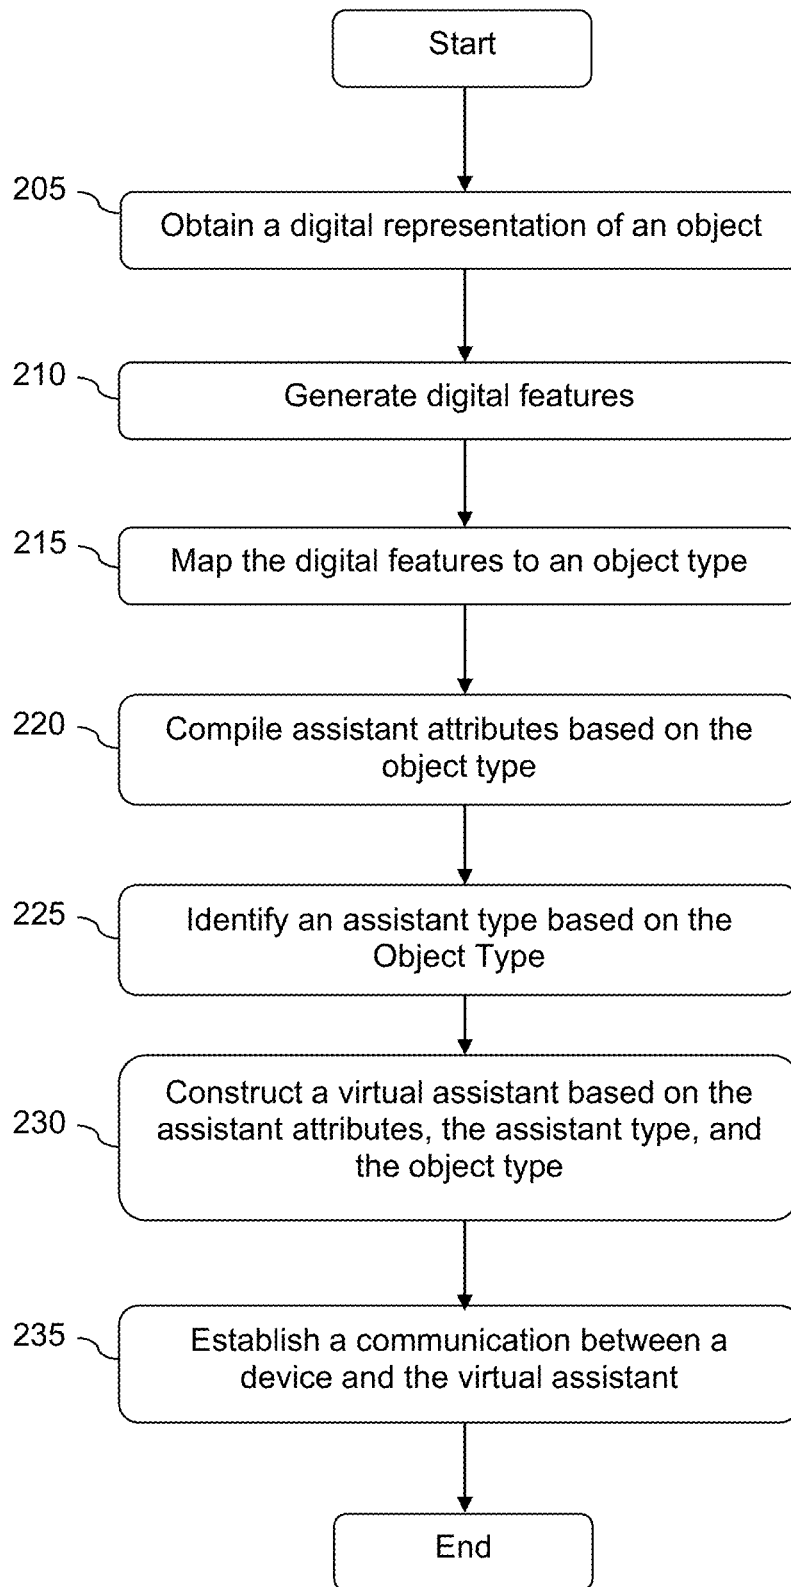 Start
205
Obtain a digital representation of an object
210
Generate digital features
215
Map the digital features to an object type
220
Compile assistant attributes based on the
object type
225
Identify an assistant type based on the
Object Type
230
Construct a virtual assistant based on the
assistant attributes, the assistant type, and
the object type
235
Establish a communication between a
device and the virtual assistant
End